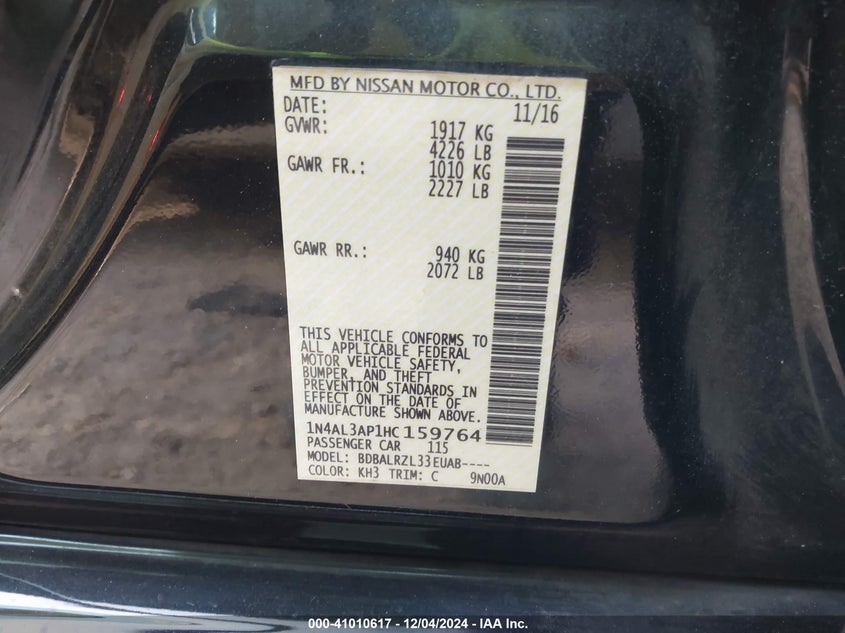 MFD BY NISSAN MOTOR CO., LTD.
DATE: 11/16
GVWR: 1917 KG
4226 LB
GAWR FR.: 1010 KG
2227 LB
GAWR RR.: 940 KG
2072 LB
THIS VEHICLE CONFORMS TO
ALL APPLICABLE FEDERAL
MOTOR VEHICLE SAFETY,
BUMPER, AND THEFT
PREVENTION STANDARDS IN
EFFECT ON THE DATE OF
MANUFACTURE SHOWN ABOVE.
1N4AL3AP1HC159764
PASSENGER CAR 115
MODEL: BDBALRZL33EUAB----
COLOR: KH3 TRIM: C 9N00A
000-41010617 - 12/04/2024 - IAA Inc.